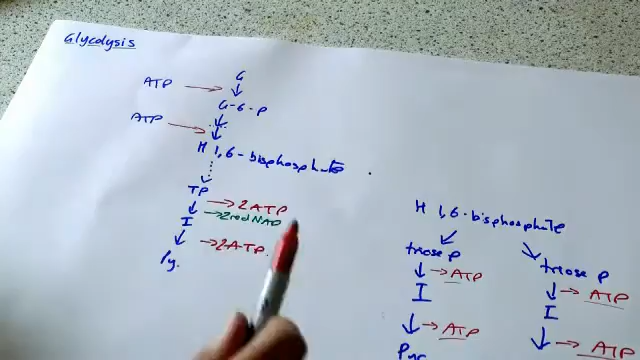 Glycolysis
G
ATP
G-6-P
ATP
H 1,6-bisphosphate
TP
2ATP
2redNAD
I
2ATP
Py.
H 1,6-bisphosphate
triose P
triose P
ATP
ATP
I
I
ATP
ATP
Pyr